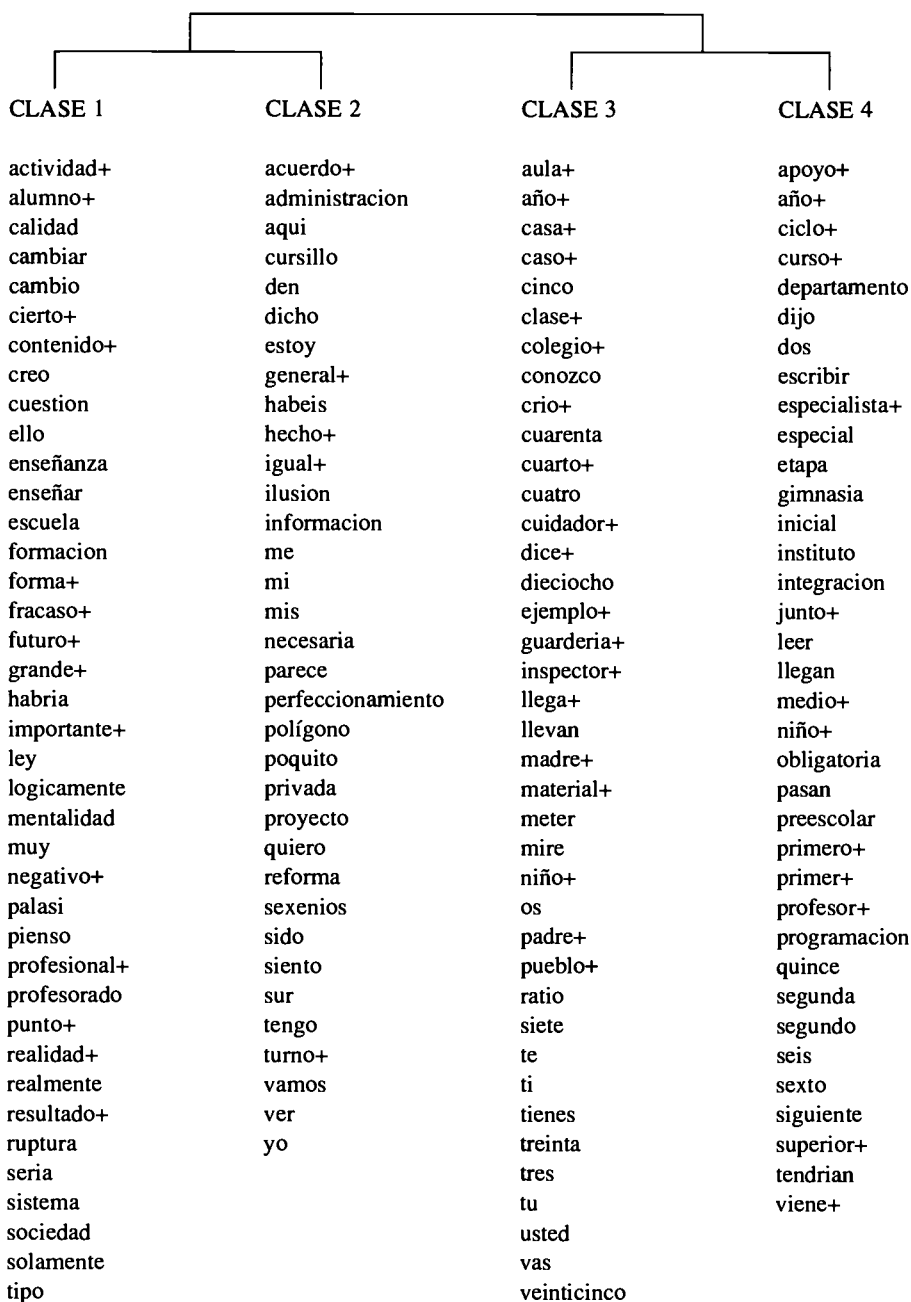 CLASE 1
actividad+
alumno+
calidad
cambiar
cambio
cierto+
contenido+
creo
cuestion
ello
enseñanza
enseñar
escuela
formacion
forma+
fracaso+
futuro+
grande+
habria
importante+
ley
logicamente
mentalidad
muy
negativo+
palasi
pienso
profesional+
profesorado
punto+
realidad+
realmente
resultado+
ruptura
seria
sistema
sociedad
solamente
tipo
CLASE 2
acuerdo+
administracion
aqui
cursillo
den
dicho
estoy
general+
habeis
hecho+
igual+
ilusion
informacion
me
mi
mis
necesaria
parece
perfeccionamiento
polígono
poquito
privada
proyecto
quiero
reforma
sexenios
sido
siento
sur
tengo
turno+
vamos
ver
yo
CLASE 3
aula+
año+
casa+
caso+
cinco
clase+
colegio+
conozco
crio+
cuarenta
cuarto+
cuatro
cuidador+
dice+
dieciocho
ejemplo+
guarderia+
inspector+
llega+
llevan
madre+
material+
meter
mire
niño+
os
padre+
pueblo+
ratio
siete
te
ti
tienes
treinta
tres
tu
usted
vas
veinticinco
CLASE 4
apoyo+
año+
ciclo+
curso+
departamento
dijo
dos
escribir
especialista+
especial
etapa
gimnasia
inicial
instituto
integracion
junto+
leer
llegan
medio+
niño+
obligatoria
pasan
preescolar
primero+
primer+
profesor+
programacion
quince
segunda
segundo
seis
sexto
siguiente
superior+
tendrian
viene+